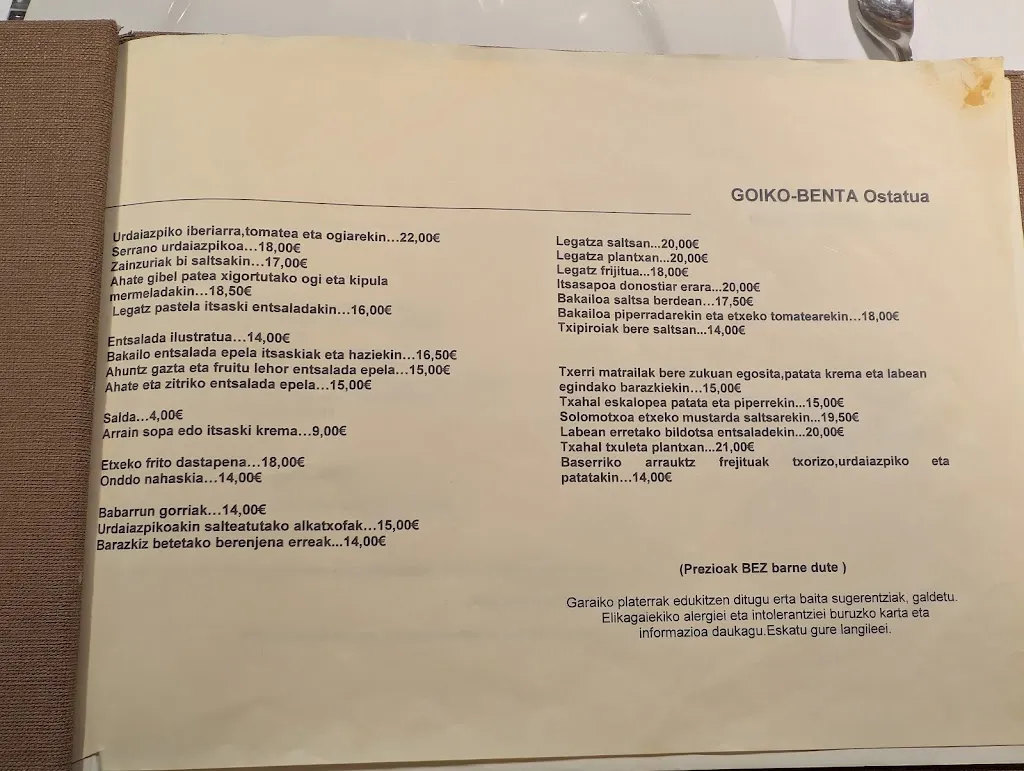 GOIKO-BENTA Ostatua
Urdaiazpiko iberiarra,tomatea eta ogiarekin...22,00€
Serrano urdaiazpikoa...18,00€
Zainzuriak bi saltsakin...17,00€
Ahate gibel patea xigortutako ogi eta kipula
mermeladakin...18,50€
Legatz pastela itsaski entsaladakin...16,00€
Entsalada ilustratua...14,00€
Bakailo entsalada epela itsaskiak eta haziekin...16,50€
Ahuntz gazta eta fruitu lehor entsalada epela...15,00€
Ahate eta zitriko entsalada epela...15,00€
Salda...4,00€
Arrain sopa edo itsaski krema...9,00€
Etxeko frito dastapena...18,00€
Onddo nahaskia...14,00€
Babarrun gorriak...14,00€
Urdaiazpikoakin salteatutako alkatxofak...15,00€
Barazkiz betetako berenjena erreak...14,00€
Legatza saltsan...20,00€
Legatza plantxan...20,00€
Legatz frijitua...18,00€
Itsasapoa donostiar erara...20,00€
Bakailoa saltsa berdean...17,50€
Bakailoa piperradarekin eta etxeko tomatearekin...18,00€
Txipiroiak bere saltsan...14,00€
Txerri matrailak bere zukuan egosita,patata krema eta labean
egindako barazkiekin...15,00€
Txahal eskalopea patata eta piperrekin...15,00€
Solomotxoa etxeko mustarda saltsarekin...19,50€
Labean erretako bildotsa entsaladekin...20,00€
Txahal txuleta plantxan...21,00€
Baserriko arrauktz frejituak txorizo,urdaiazpiko eta
patatakin...14,00€
(Prezioak BEZ barne dute )
Garaiko platerrak edukitzen ditugu erta baita sugerentziak, galdetu.
Elikagaiekiko alergiei eta intolerantziei buruzko karta eta
informazioa daukagu.Eskatu gure langileei.